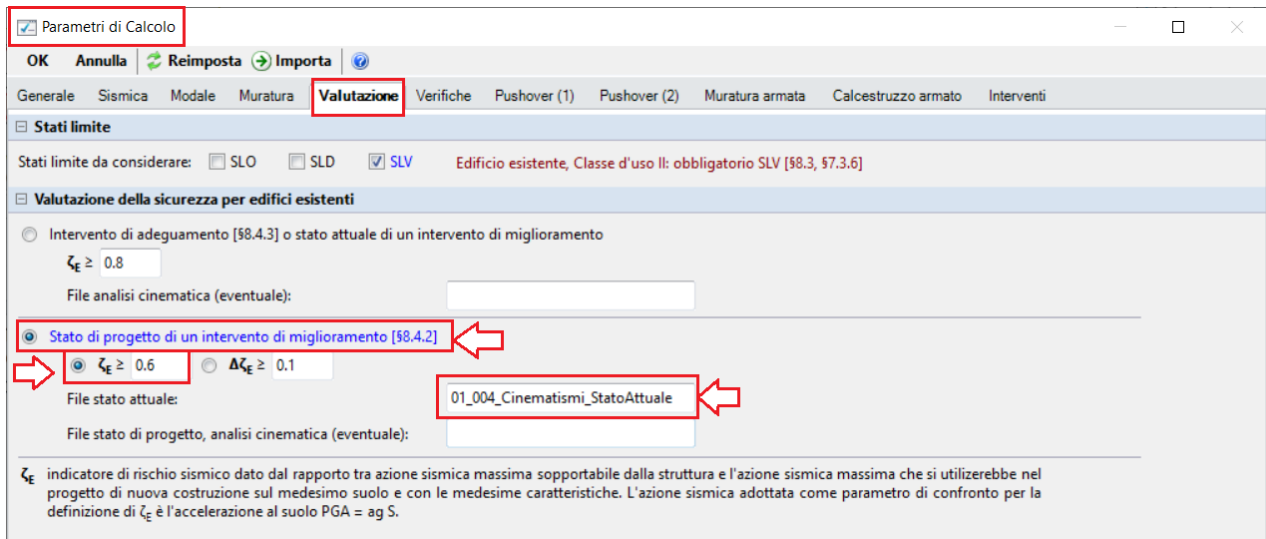 Parametri di Calcolo
OK Annulla Reimposta Importa
Generale Sismica Modale Muratura Valutazione Verifiche Pushover (1) Pushover (2) Muratura armata Calcestruzzo armato Interventi
Stati limite
Stati limite da considerare: SLO SLD SLV Edificio esistente, Classe d'uso II: obbligatorio SLV [§8.3, §7.3.6]
Valutazione della sicurezza per edifici esistenti
Intervento di adeguamento [§8.4.3] o stato attuale di un intervento di miglioramento
ζE ≥ 0.8
File analisi cinematica (eventuale):
Stato di progetto di un intervento di miglioramento [§8.4.2]
ζE ≥ 0.6 ΔζE ≥ 0.1
File stato attuale: 01_004_Cinematismi_StatoAttuale
File stato di progetto, analisi cinematica (eventuale):
ζE indicatore di rischio sismico dato dal rapporto tra azione sismica massima sopportabile dalla struttura e l'azione sismica massima che si utilizerebbe nel
progetto di nuova costruzione sul medesimo suolo e con le medesime caratteristiche. L'azione sismica adottata come parametro di confronto per la
definizione di ζE è l'accelerazione al suolo PGA = ag S.